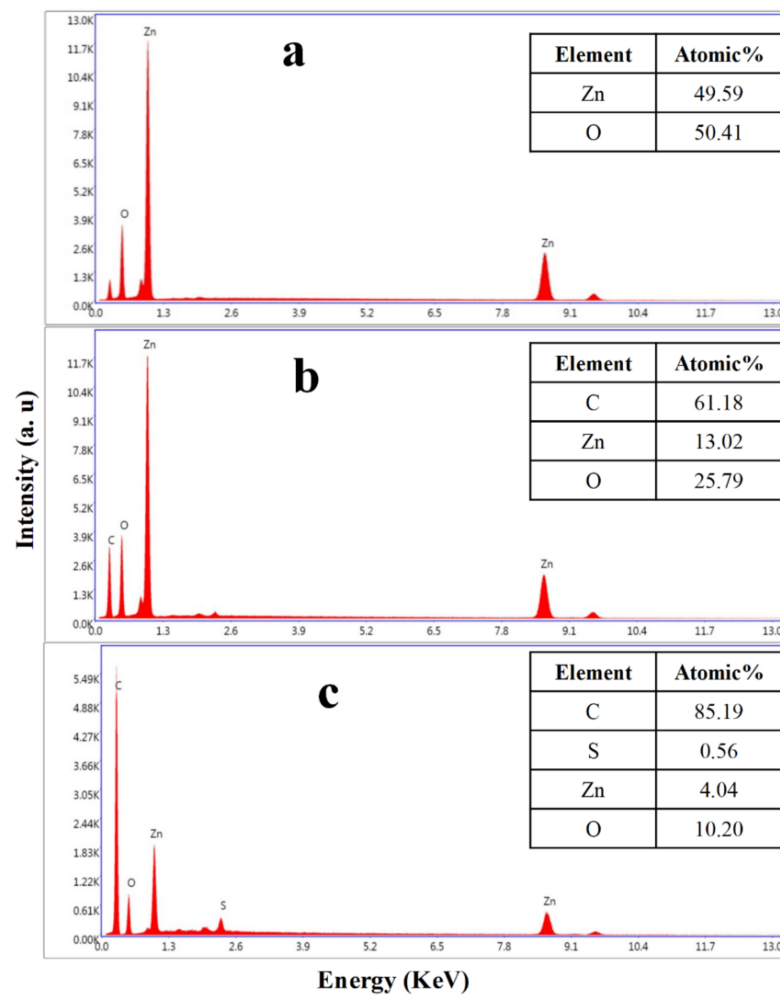 Intensity (a. u)
a
13.0K
11.7K
10.4K
9.1K
7.8K
6.5K
5.2K
3.9K
2.6K
1.3K
0.0K
Zn
O
Zn
0.0 1.3 2.6 3.9 5.2 6.5 7.8 9.1 10.4 11.7 13.0
Element Atomic%
Zn 49.59
O 50.41
b
11.7K
10.4K
9.1K
7.8K
6.5K
5.2K
3.9K
2.6K
1.3K
0.0K
Zn
C
O
Zn
0.0 1.3 2.6 3.9 5.2 6.5 7.8 9.1 10.4 11.7 13.0
Element Atomic%
C 61.18
Zn 13.02
O 25.79
c
5.49K
4.88K
4.27K
3.66K
3.05K
2.44K
1.83K
1.22K
0.61K
0.00K
C
O
Zn
S
Zn
0.0 1.3 2.6 3.9 5.2 6.5 7.8 9.1 10.4 11.7 13.0
Element Atomic%
C 85.19
S 0.56
Zn 4.04
O 10.20
Energy (KeV)